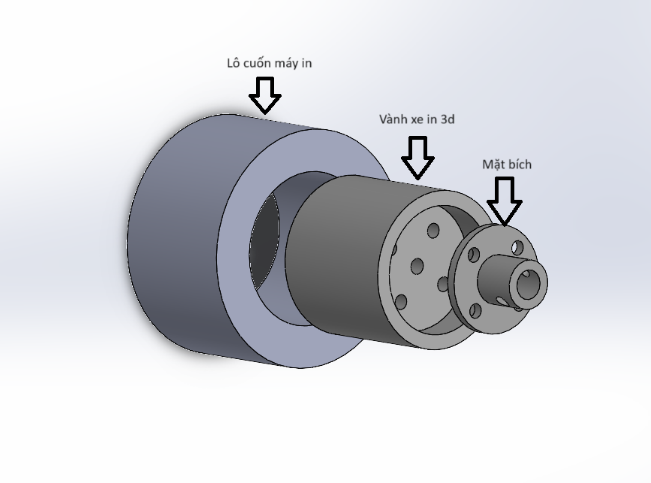 Lô cuốn máy in
Vành xe in 3d
Mặt bích